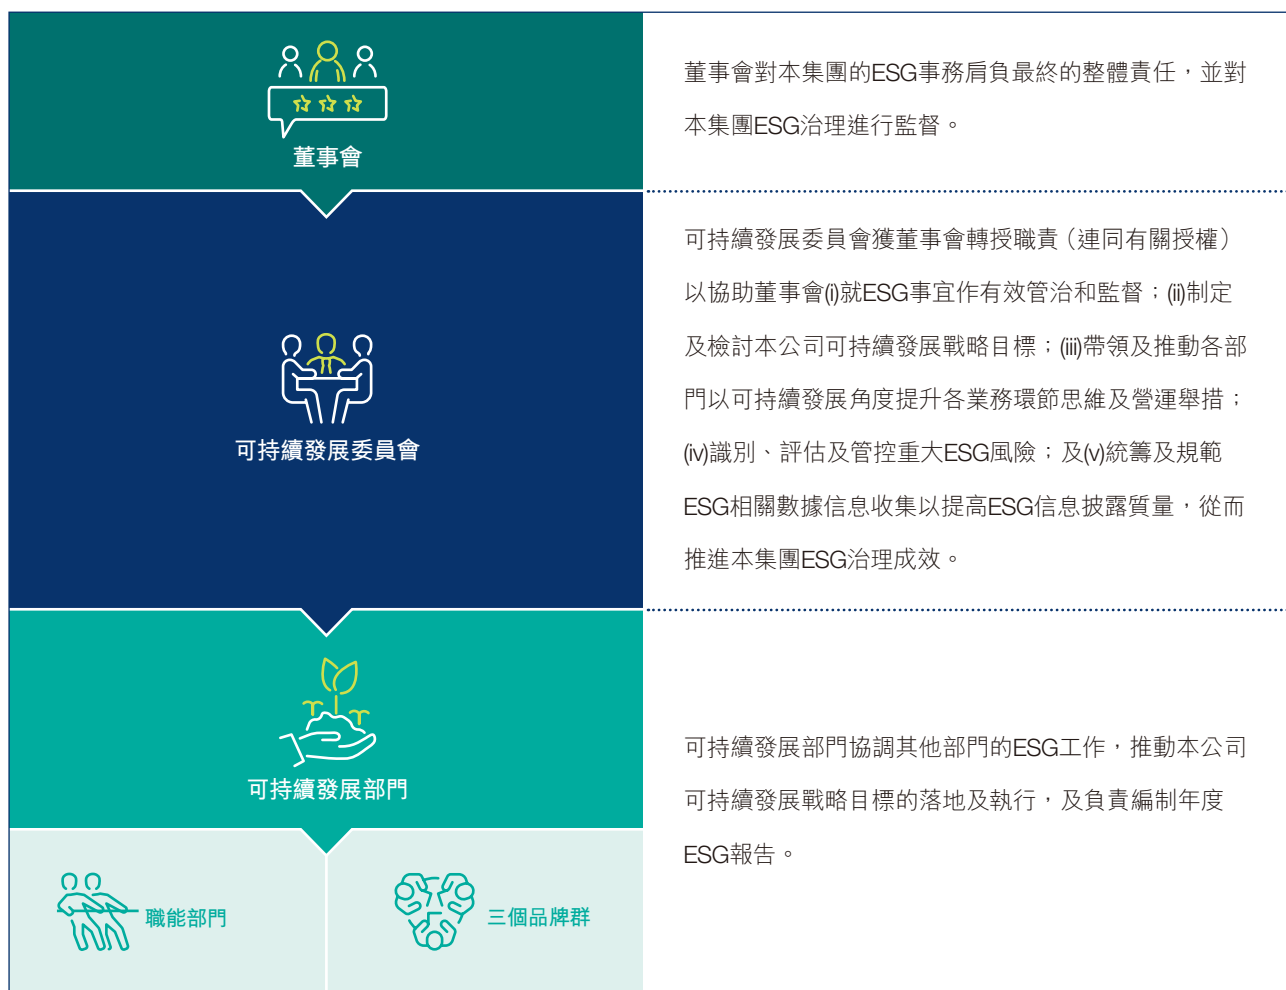 董事會
董事會對本集團的ESG事務肩負最終的整體責任，並對
本集團ESG治理進行監督。
可持續發展委員會
可持續發展委員會獲董事會轉授職責（連同有關授權）
以協助董事會(i)就ESG事宜作有效管治和監督；(ii)制定
及檢討本公司可持續發展戰略目標；(iii)帶領及推動各部
門以可持續發展角度提升各業務環節思維及營運舉措；
(iv)識別、評估及管控重大ESG風險；及(v)統籌及規範
ESG相關數據信息收集以提高ESG信息披露質量，從而
推進本集團ESG治理成效。
可持續發展部門
可持續發展部門協調其他部門的ESG工作，推動本公司
可持續發展戰略目標的落地及執行，及負責編制年度
ESG報告。
職能部門
三個品牌群